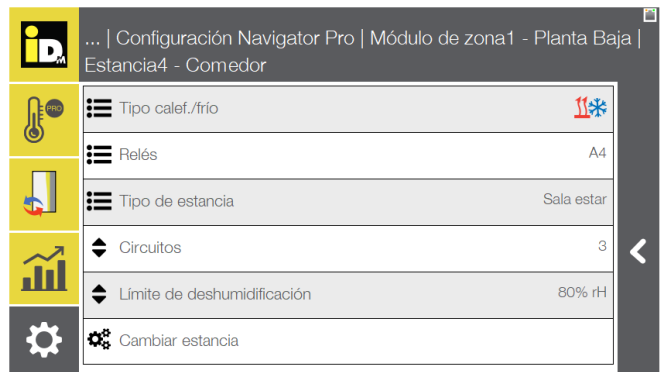 iDM
... | Configuración Navigator Pro | Módulo de zona1 - Planta Baja |
Estancia4 - Comedor
PRO
Tipo calef./frío
Relés A4
Tipo de estancia Sala estar
Circuitos 3
Límite de deshumidificación 80% rH
Cambiar estancia